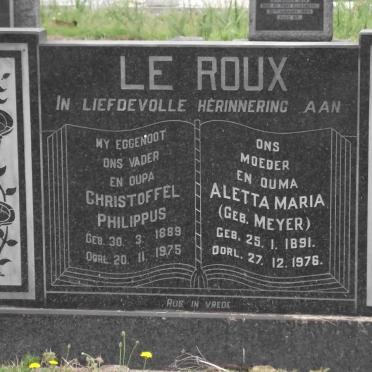 LE ROUX
IN LIEFDEVOLLE HERINNERING AAN
MY EGGENOOT
ONS VADER
EN OUPA
CHRISTOFFEL
PHILIPPUS
GEB. 30. 3. 1889
OORL. 20. 11. 1975
ONS
MOEDER
EN OUMA
ALETTA MARIA
(GEB. MEYER)
GEB. 25. 1. 1891.
OORL. 27. 12. 1976.
RUS IN VREDE